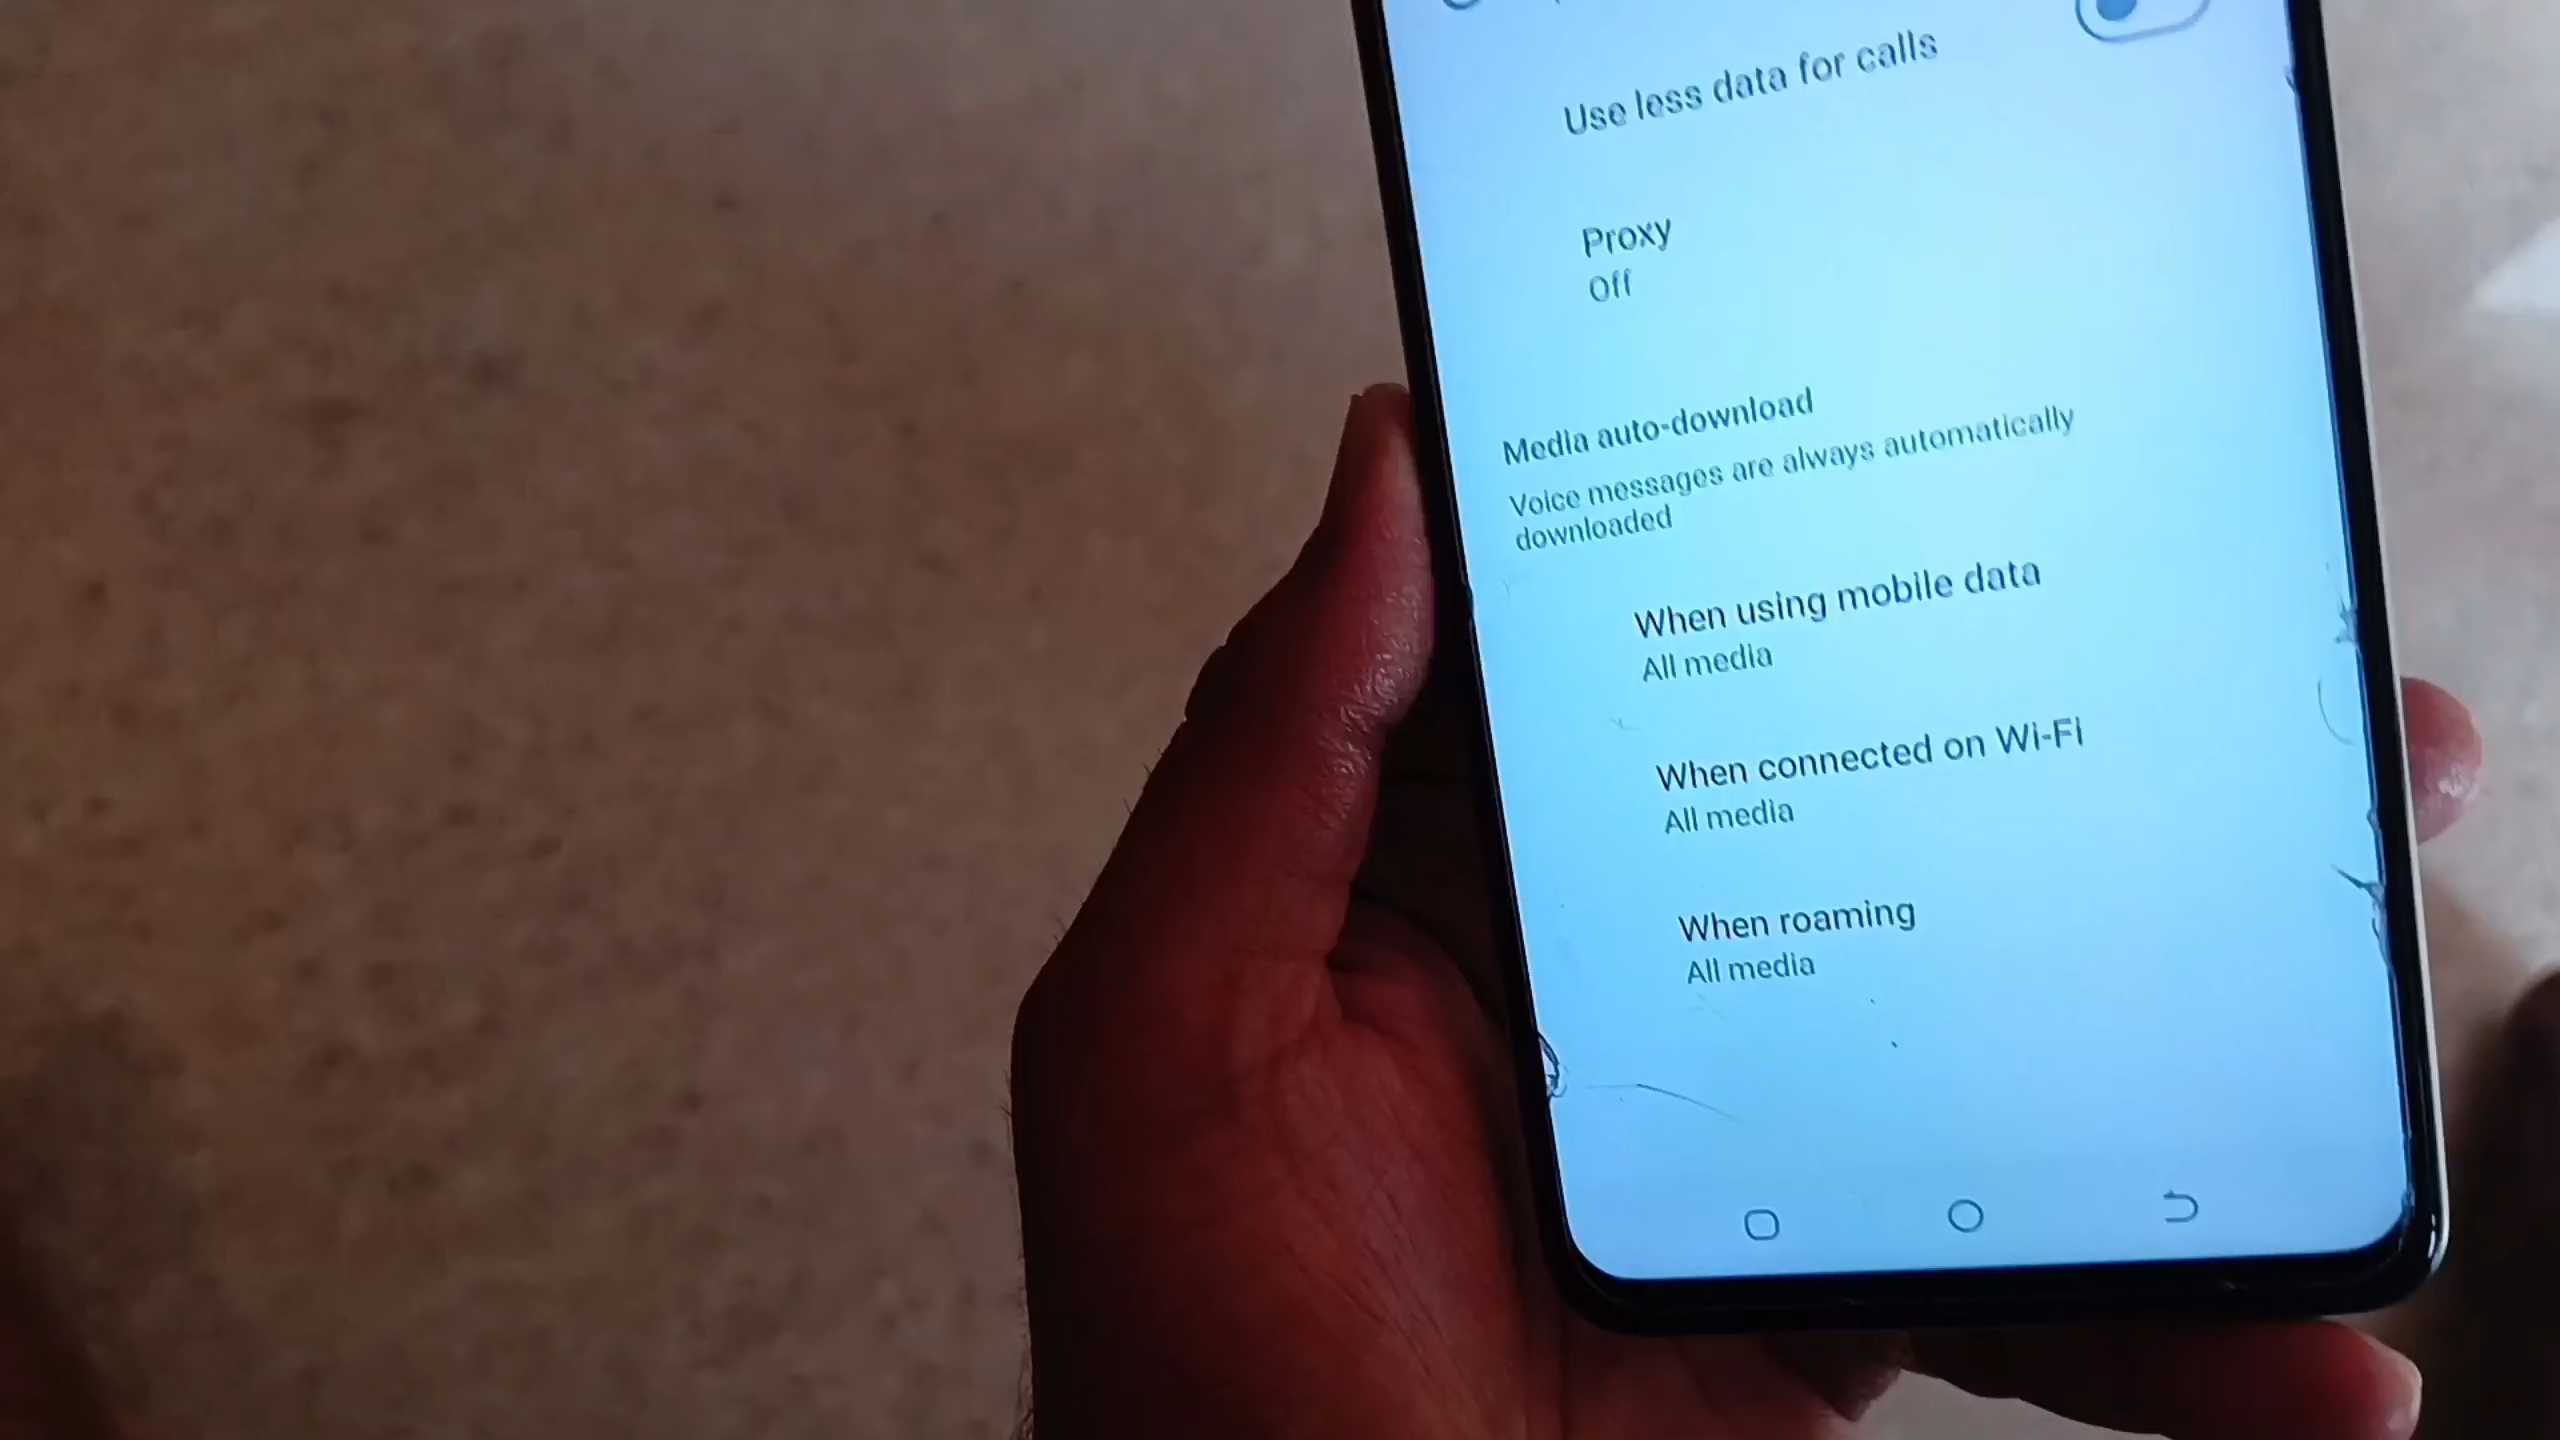 Use less data for calls
Proxy
Off
Media auto-download
Voice messages are always automatically
downloaded
When using mobile data
All media
When connected on Wi-Fi
All media
When roaming
All media